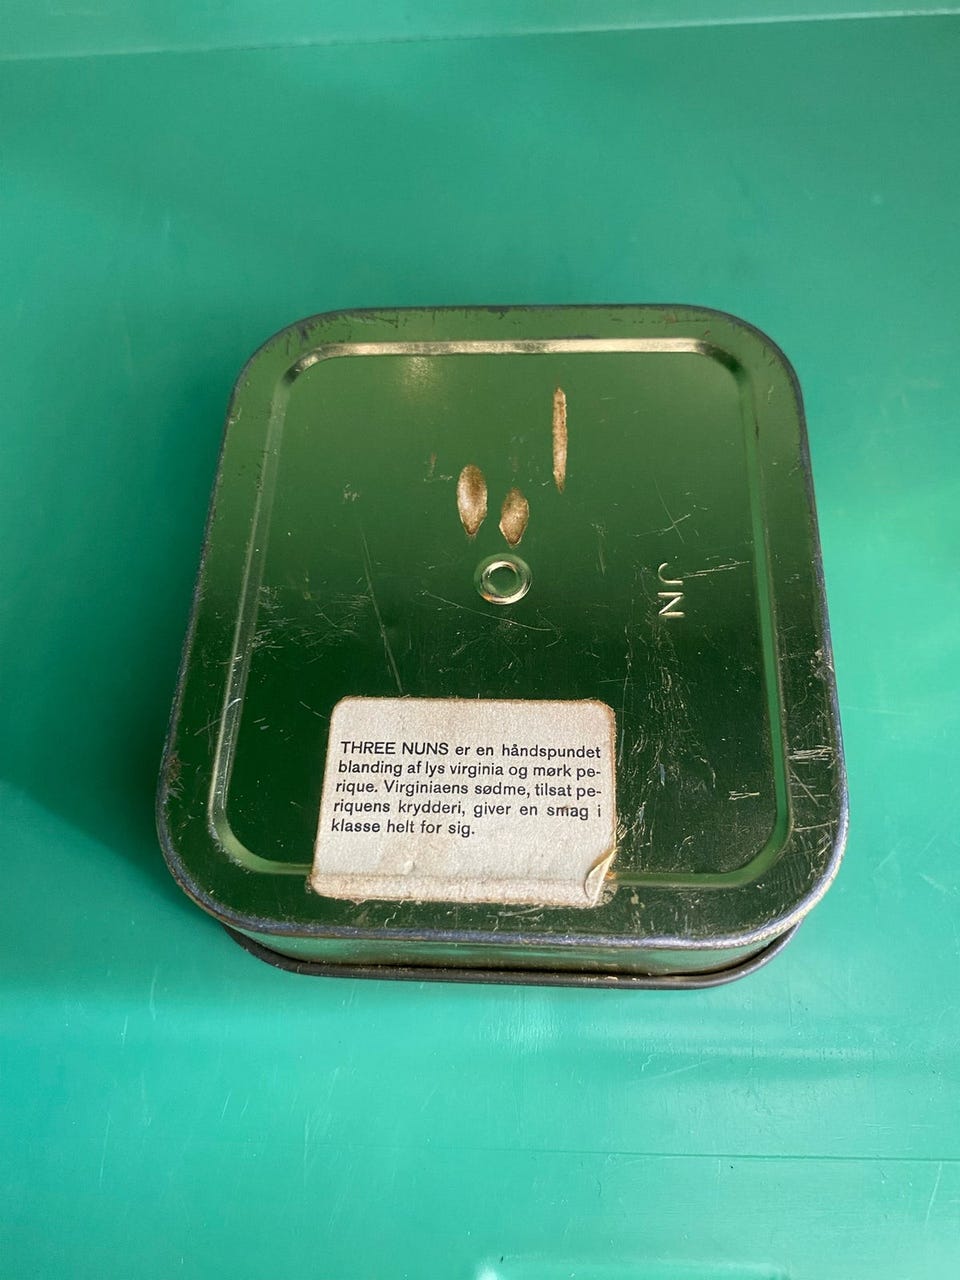 JN
THREE NUNS er en håndspundet
blanding af lys virginia og mørk pe-
rique. Virginiaens sødme, tilsat pe-
riquens krydderi, giver en smag i
klasse helt for sig.